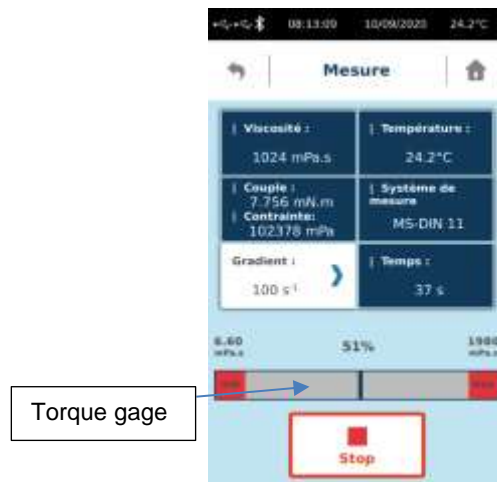 08:13:09 10/09/2020 24.2°C
Mesure
| Viscosité :
1024 mPa.s
| Température :
24.2°C
| Couple :
7.756 mN.m
| Contrainte:
102378 mPa
| Système de
mesure
MS-DIN 11
Gradient :
100 s⁻¹
| Temps :
37 s
6.60
mPa.s
51%
mPa.s
Torque gage
Stop